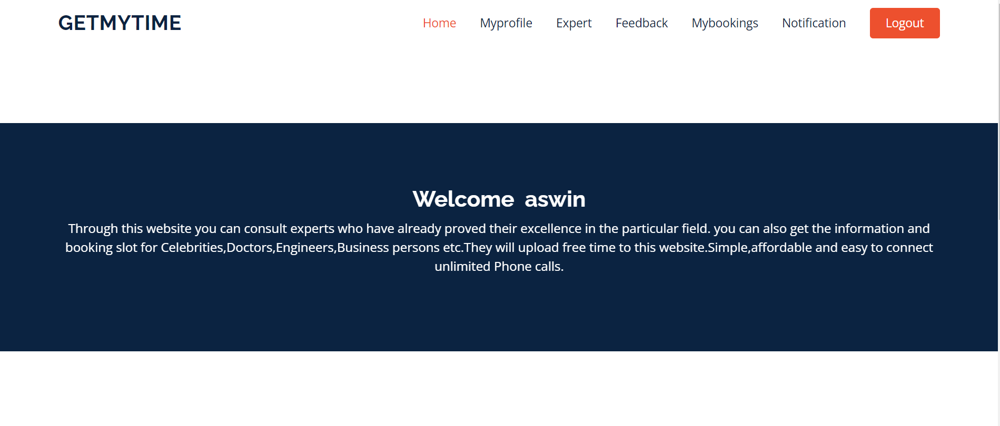 GETMYTIME
Home Myprofile Expert Feedback Mybookings Notification Logout
Welcome aswin
Through this website you can consult experts who have already proved their excellence in the particular field. you can also get the information and
booking slot for Celebrities,Doctors,Engineers,Business persons etc.They will upload free time to this website.Simple,affordable and easy to connect
unlimited Phone calls.